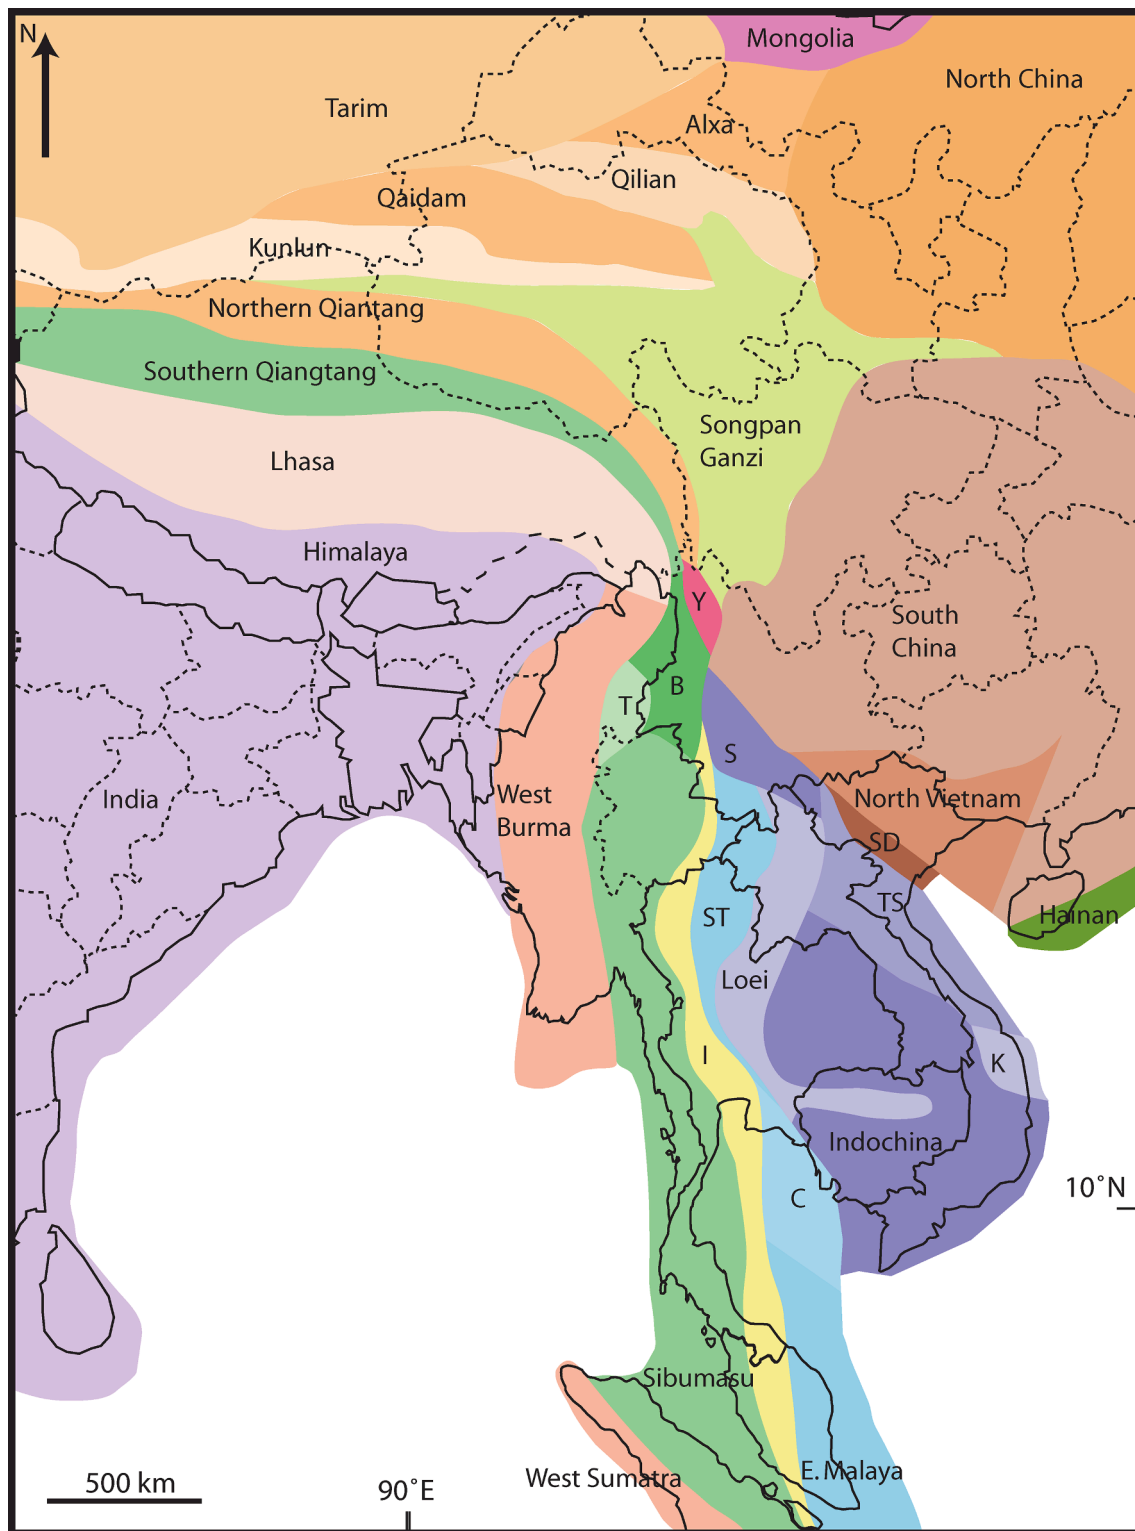 N
Mongolia
North China
Tarim
Alxa
Qilian
Qaidam
Kunlun
Northern Qiantang
Southern Qiangtang
Songpan
Ganzi
Lhasa
Himalaya
Y
South
China
B
T
S
India
West
Burma
North Vietnam
SD
TS
ST
Hainan
Loei
I
K
Indochina
C
10˚N
Sibumasu
West Sumatra
E. Malaya
500 km
90˚E